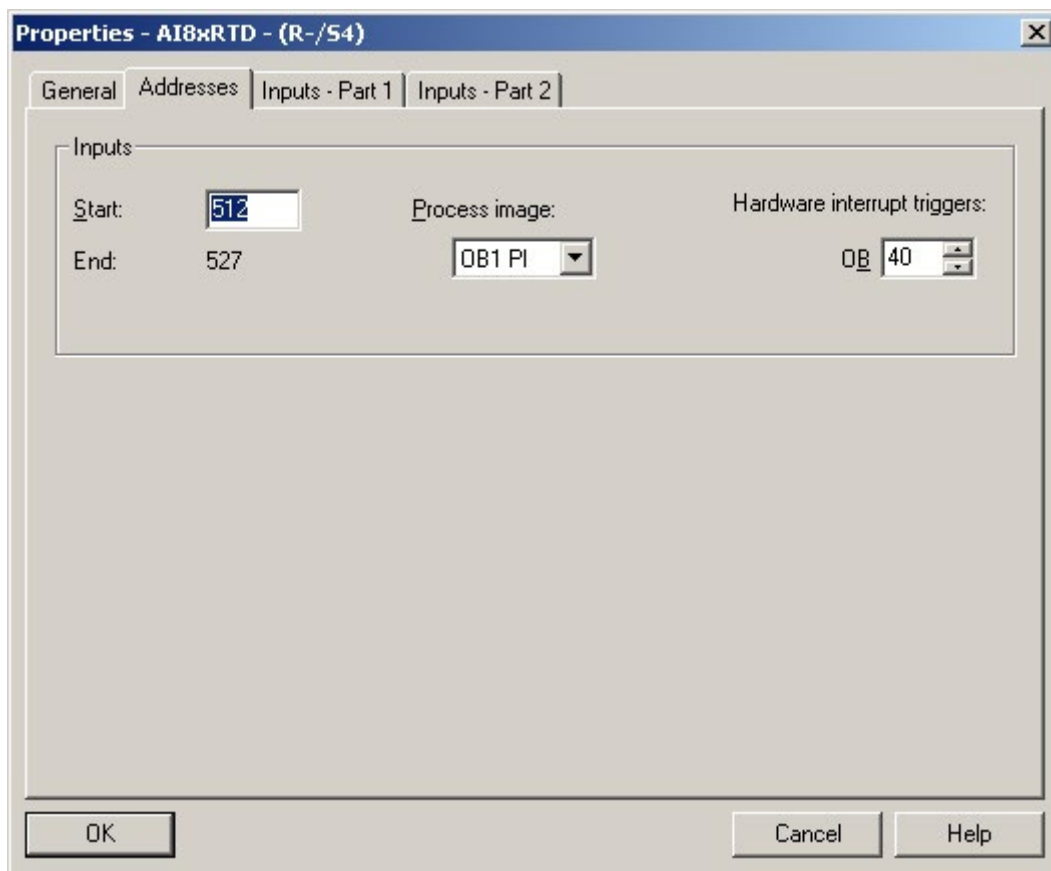 Properties - AI8xRTD - (R-/S4)
General Addresses Inputs - Part 1 Inputs - Part 2
Inputs
Start: 512 Process image: Hardware interrupt triggers:
End: 527 OB1 PI OB 40
OK Cancel Help